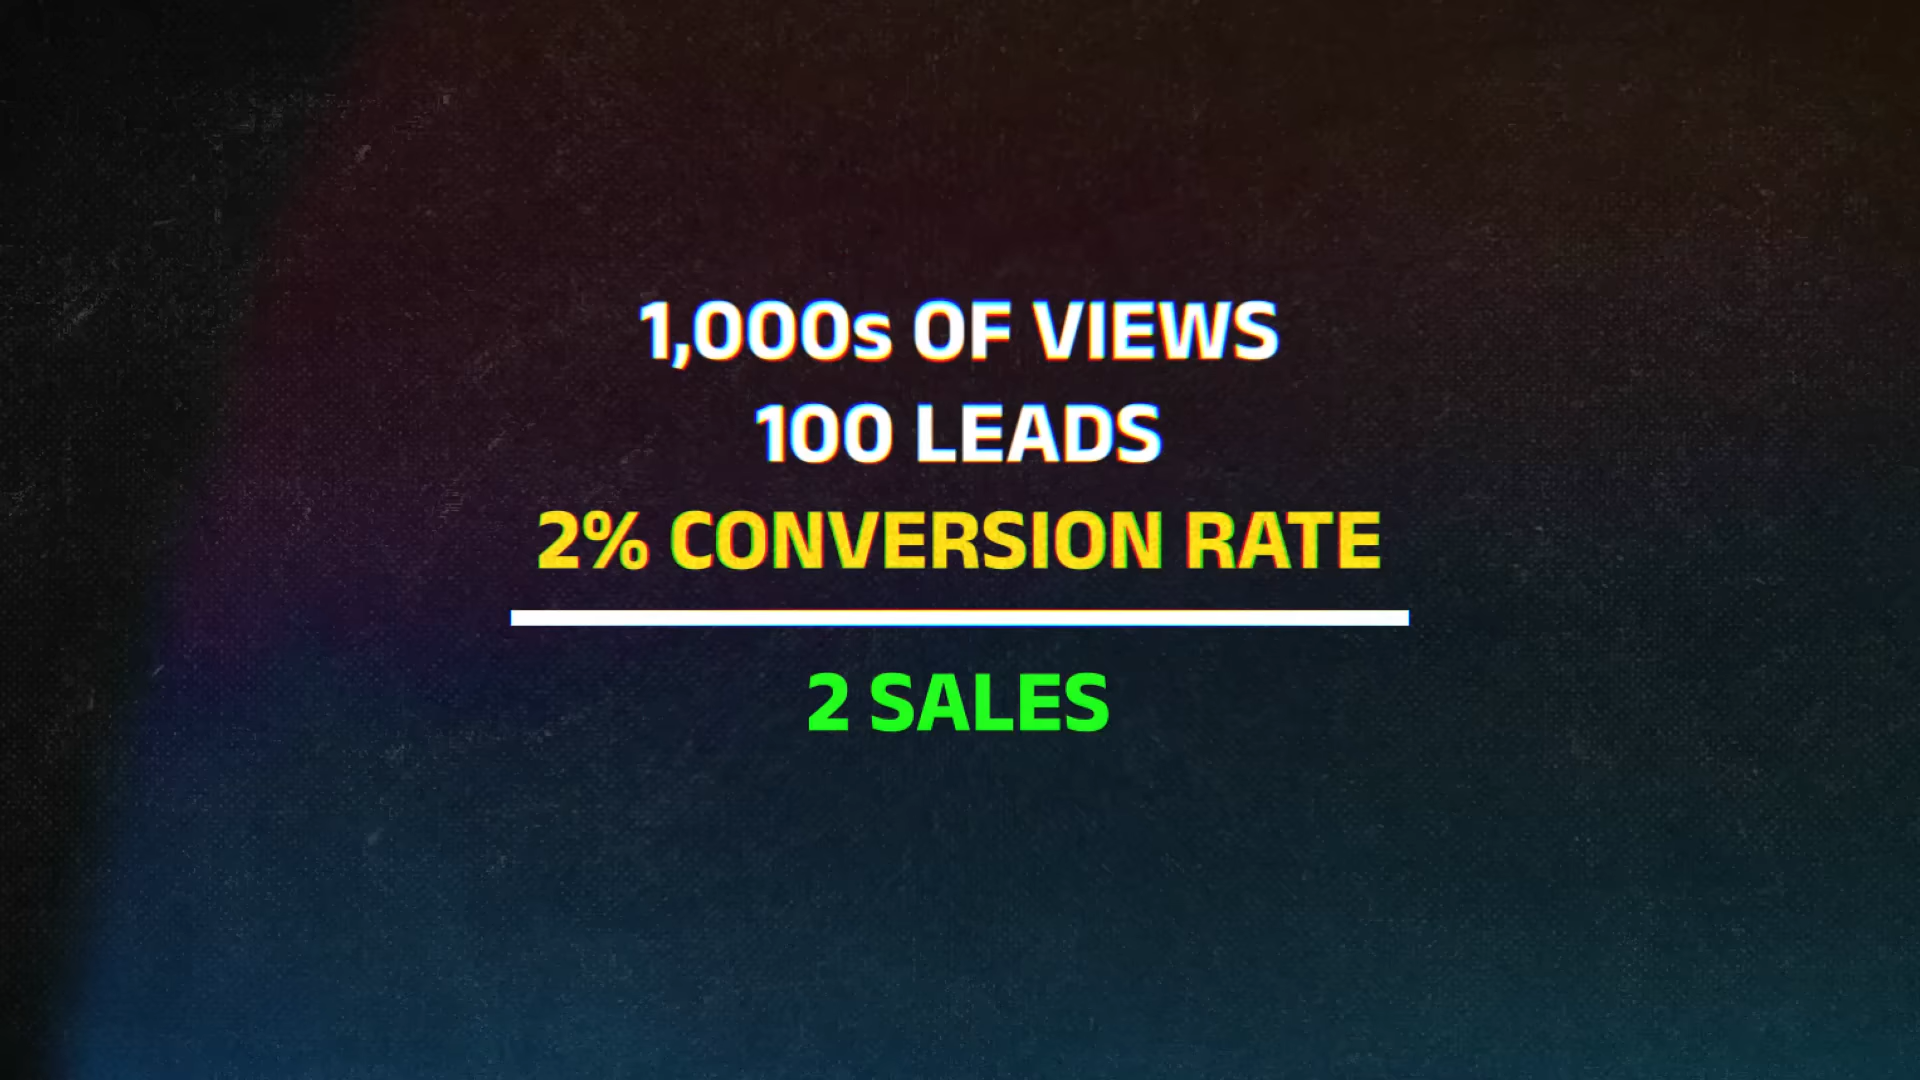 1,000s OF VIEWS
100 LEADS
2% CONVERSION RATE
2 SALES